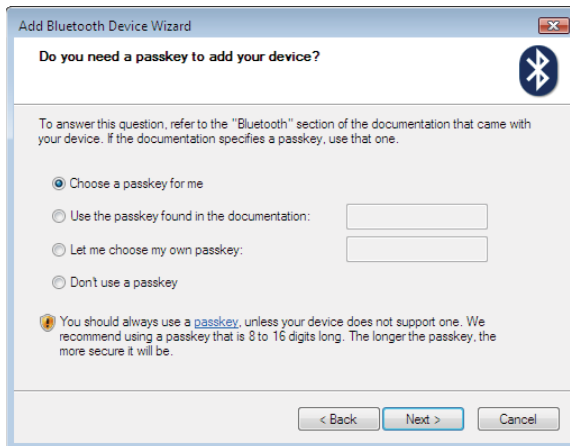 Add Bluetooth Device Wizard
Do you need a passkey to add your device?
To answer this question, refer to the "Bluetooth" section of the documentation that came with
your device. If the documentation specifies a passkey, use that one.
Choose a passkey for me
Use the passkey found in the documentation:
Let me choose my own passkey:
Don't use a passkey
You should always use a passkey, unless your device does not support one. We
recommend using a passkey that is 8 to 16 digits long. The longer the passkey, the
more secure it will be.
< Back Next > Cancel